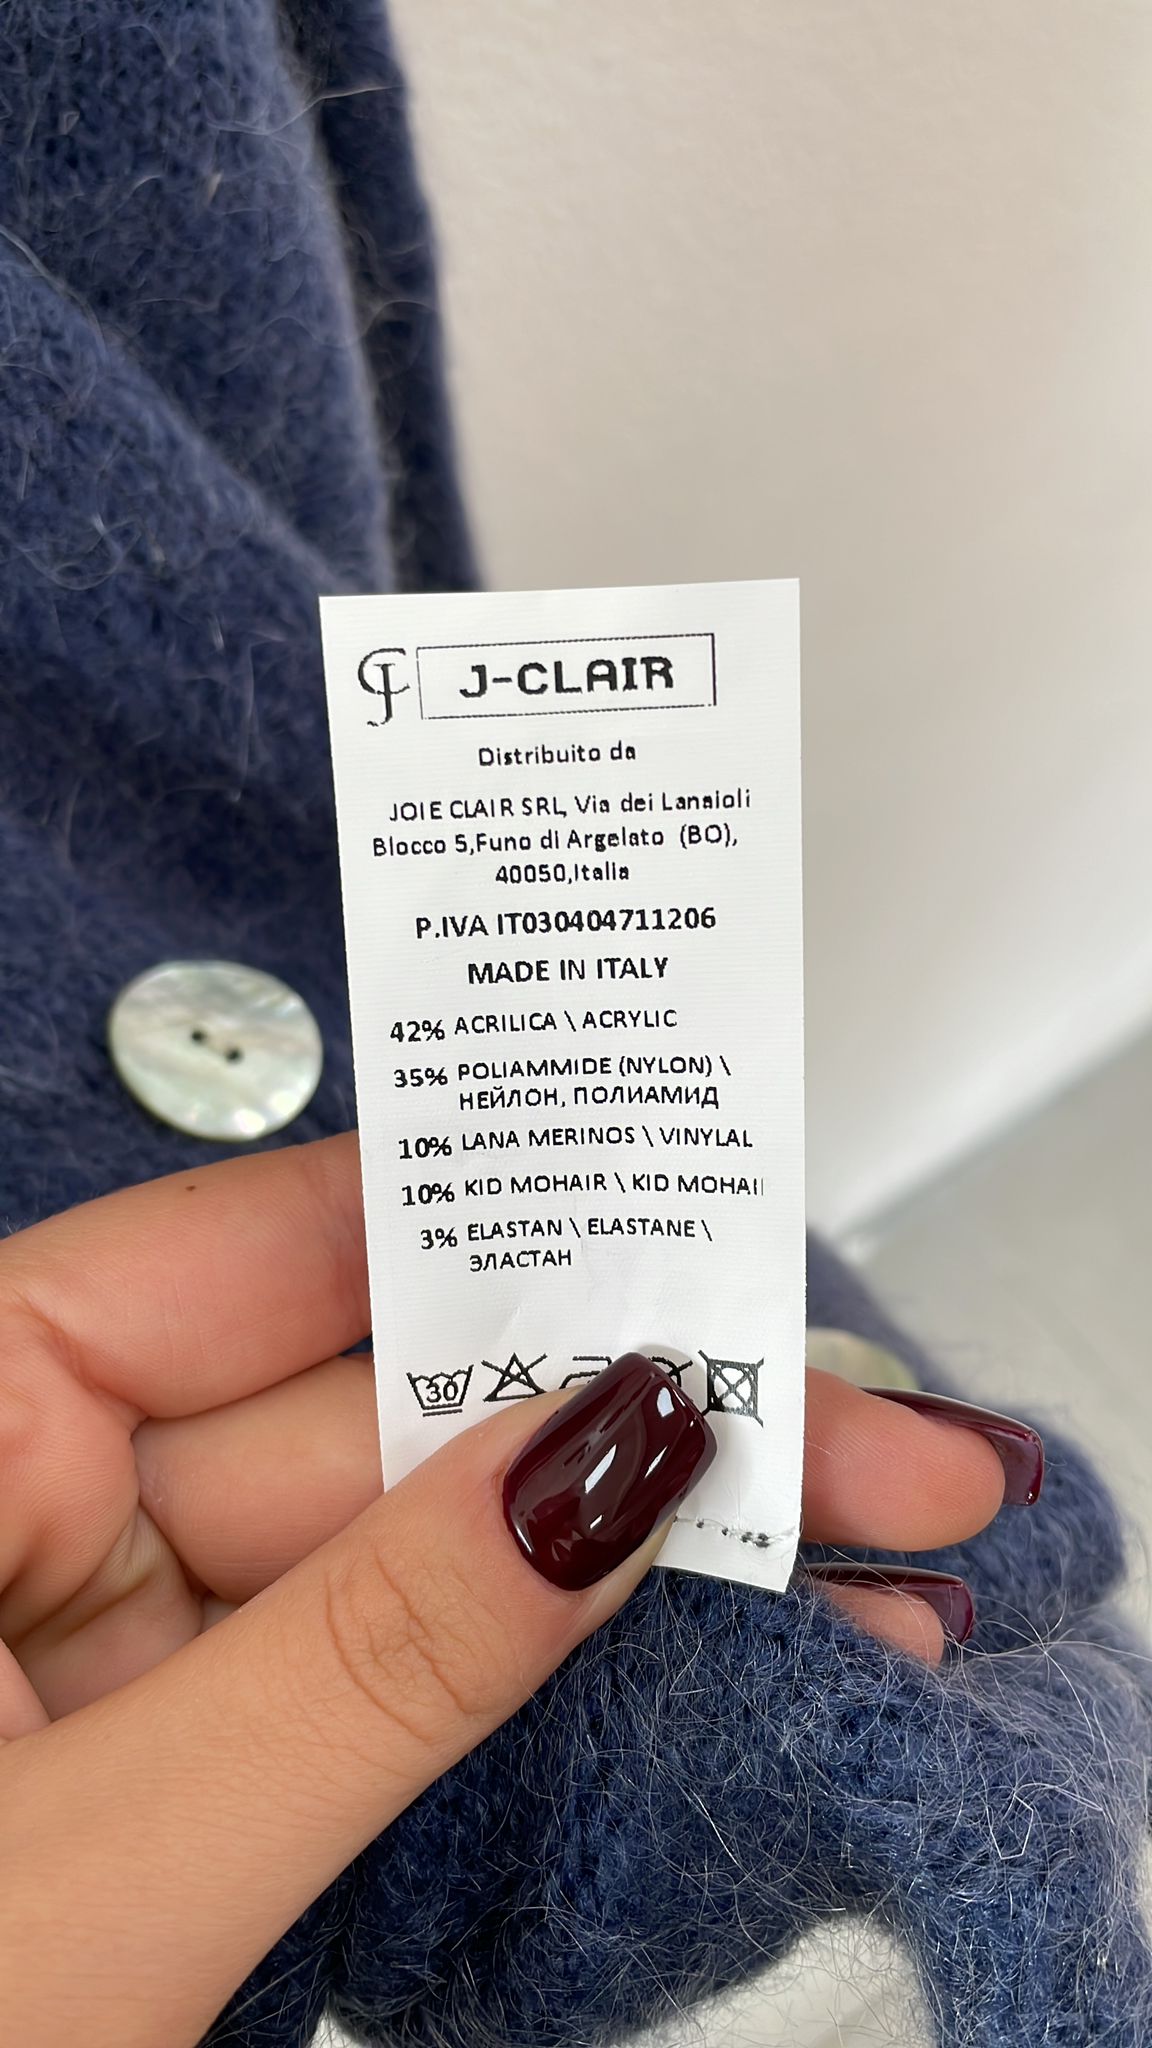 J-CLAIR
Distribuito da
JOIE CLAIR SRL, Via dei Lanaioli
Blocco 5,Funo di Argelato (BO),
40050,Italia
P.IVA IT030404711206
MADE IN ITALY
42% ACRILICA \ ACRYLIC
35% POLIAMMIDE (NYLON) \
НЕЙЛОН, ПОЛИАМИД
10% LANA MERINOS \ VINYLAL
10% KID MOHAIR \ KID MOHAI
3% ELASTAN \ ELASTANE \
ЭЛАСТАН
30